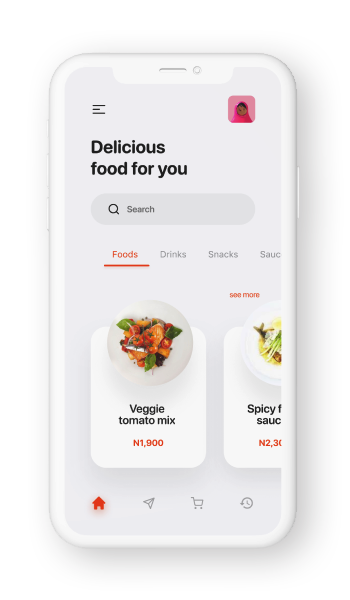 Delicious
food for you
Search
Foods Drinks Snacks Sauc
see more
Veggie
tomato mix
N1,900
Spicy f
sauc
N2,30